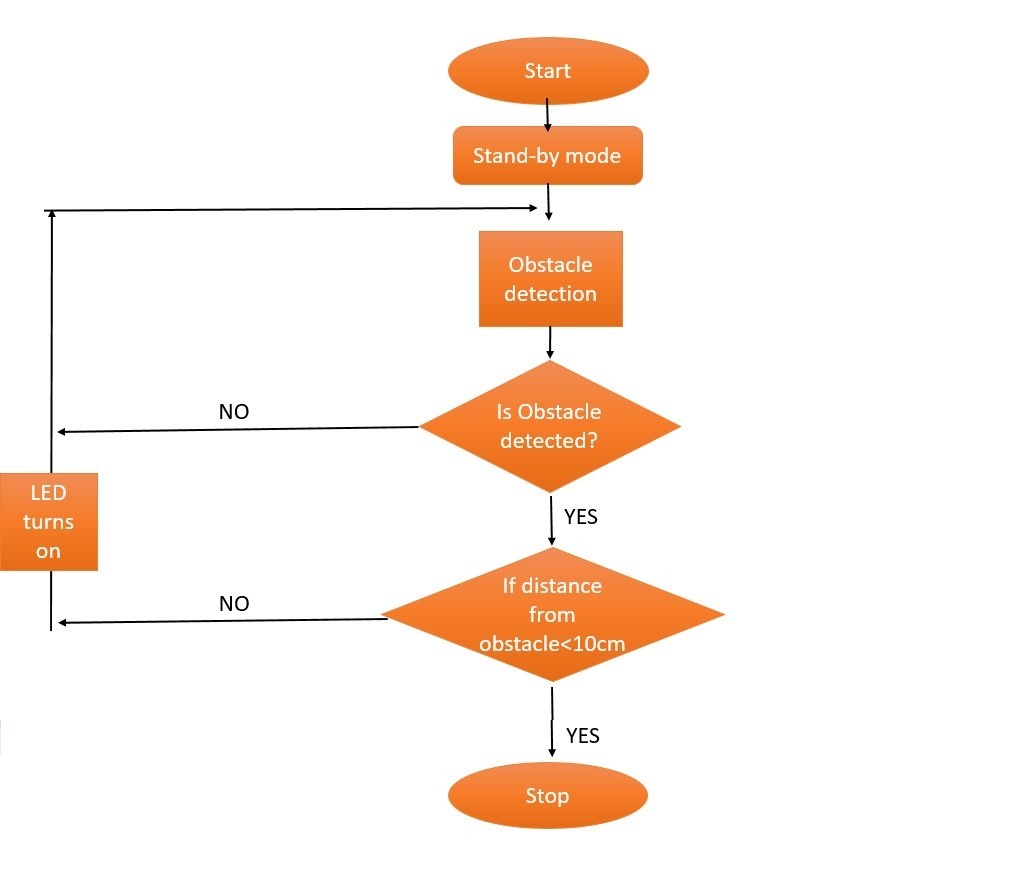 Start
Stand-by mode
Obstacle
detection
Is Obstacle
detected?
NO
YES
LED
turns
on
If distance
from
obstacle<10cm
NO
YES
Stop